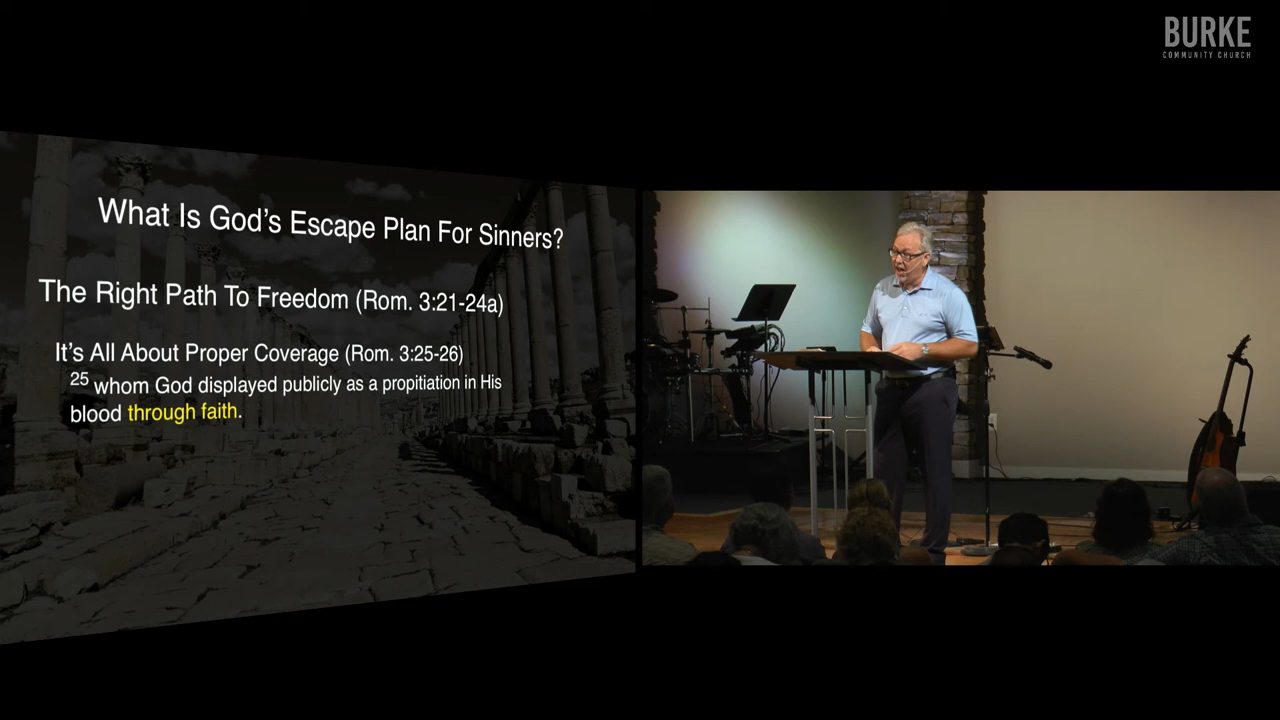 BURKE
COMMUNITY CHURCH
What Is God’s Escape Plan For Sinners?
The Right Path To Freedom (Rom. 3:21-24a)
It’s All About Proper Coverage (Rom. 3:25-26)
25 whom God displayed publicly as a propitiation in His
blood through faith.